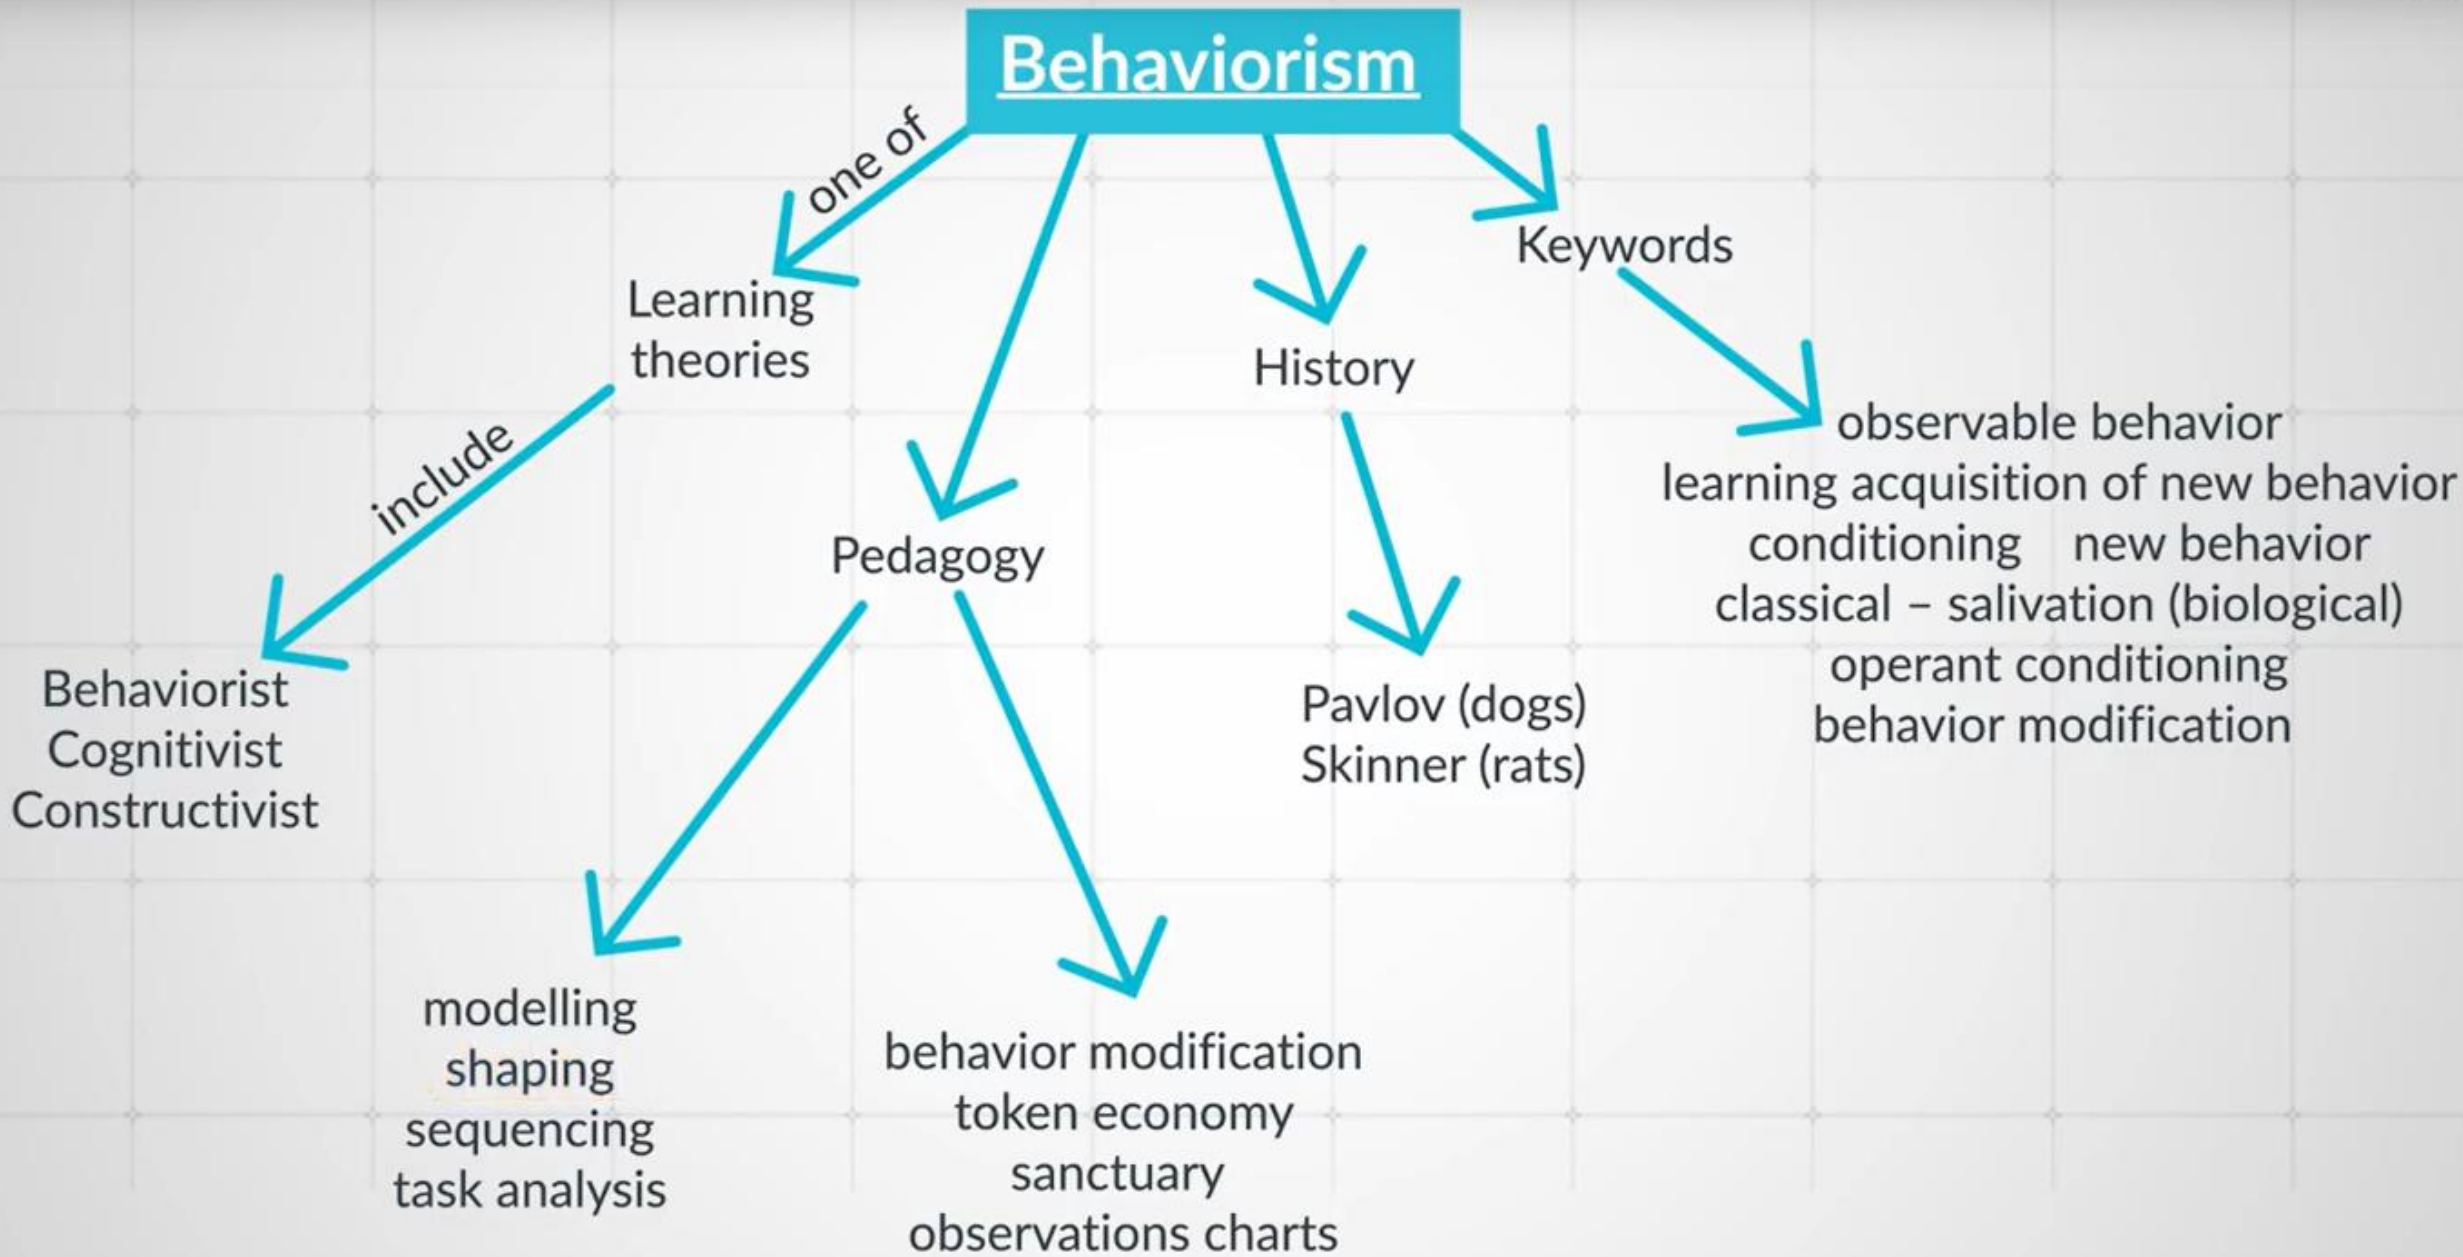 Behaviorism
one of
Learning
theories
include
Behaviorist
Cognitivist
Constructivist
Pedagogy
modelling
shaping
sequencing
task analysis
behavior modification
token economy
sanctuary
observations charts
History
Pavlov (dogs)
Skinner (rats)
Keywords
observable behavior
learning acquisition of new behavior
conditioning new behavior
classical – salivation (biological)
operant conditioning
behavior modification